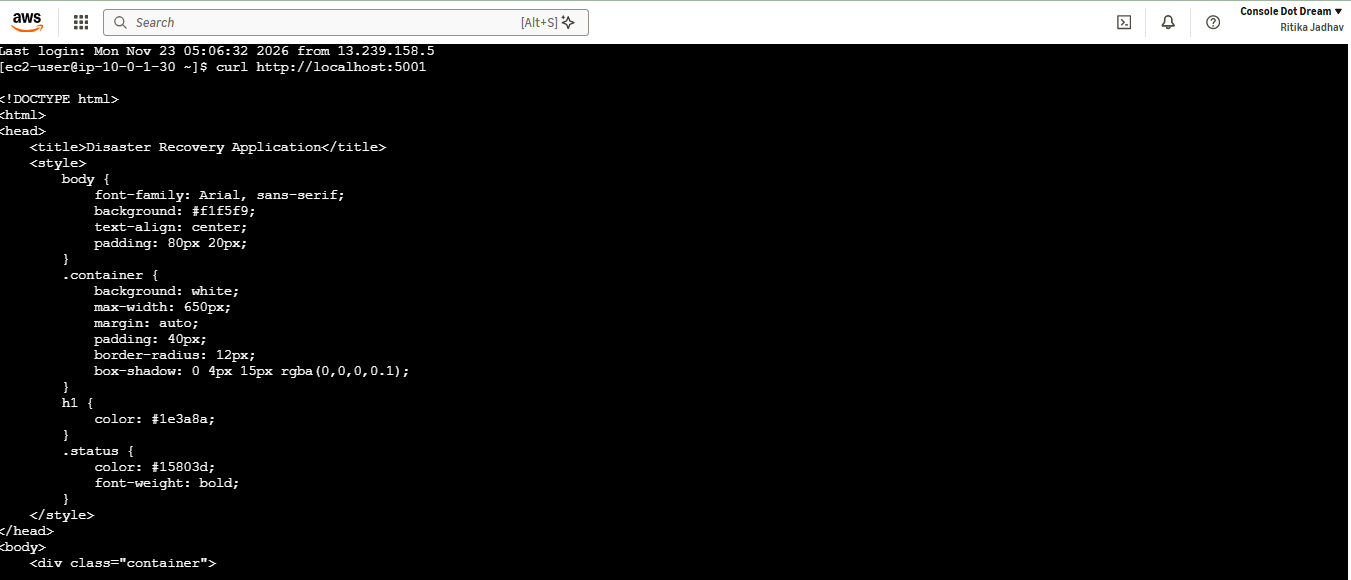 aws
Search
[Alt+S]
Console Dot Dream
Ritika Jadhav
Last login: Mon Nov 23 05:06:32 2026 from 13.239.158.5
[ec2-user@ip-10-0-1-30 ~]$ curl http://localhost:5001
<!DOCTYPE html>
<html>
<head>
    <title>Disaster Recovery Application</title>
    <style>
        body {
            font-family: Arial, sans-serif;
            background: #f1f5f9;
            text-align: center;
            padding: 80px 20px;
        }
        .container {
            background: white;
            max-width: 650px;
            margin: auto;
            padding: 40px;
            border-radius: 12px;
            box-shadow: 0 4px 15px rgba(0,0,0,0.1);
        }
        h1 {
            color: #1e3a8a;
        }
        .status {
            color: #15803d;
            font-weight: bold;
        }
    </style>
</head>
<body>
    <div class="container">